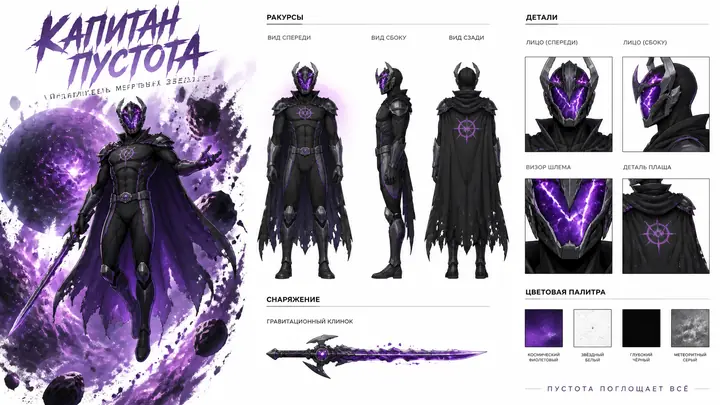 КАПИТАН
ПУСТОТА
МЕРТВЫХ
РАКУРСЫ
ВИД СПЕРЕДИ
ВИД СБОКУ
ВИД СЗАДИ
СНАРЯЖЕНИЕ
ГРАВИТАЦИОННЫЙ КЛИНОК
ДЕТАЛИ
ЛИЦО (СПЕРЕДИ)
ЛИЦО (СБОКУ)
ВИЗОР ШЛЕМА
ДЕТАЛЬ ПЛАЩА
ЦВЕТОВАЯ ПАЛИТРА
КОСМИЧЕСКИЙ
ФИОЛЕТОВЫЙ
ЗВЁЗДНЫЙ
БЕЛЫЙ
ГЛУБОКИЙ
ЧЁРНЫЙ
МЕТЕОРИТНЫЙ
СЕРЫЙ
ПУСТОТА ПОГЛОЩАЕТ ВСЁ